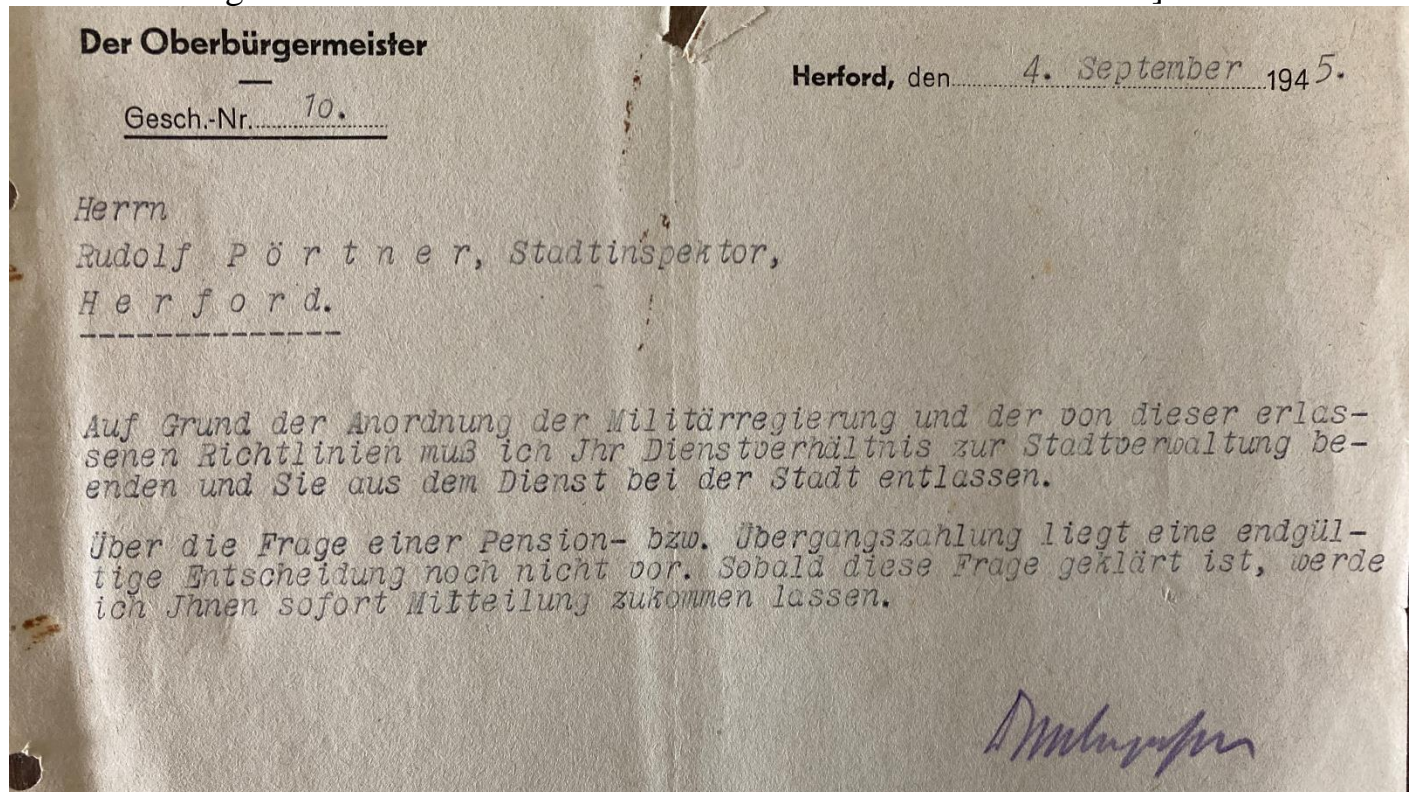 Der Oberbürgermeister
Herford, den 4. September 1945.
Gesch.-Nr. 10.
Herrn
Rudolf P ö r t n e r, Stadtinspektor,
H e r f o r d.
Auf Grund der Anordnung der Militärregierung und der von dieser erlas-
senen Richtlinien muß ich Jhr Dienstverhältnis zur Stadtverwaltung be-
enden und Sie aus dem Dienst bei der Stadt entlassen.
Über die Frage einer Pension- bzw. Übergangszahlung liegt eine endgül-
tige Entscheidung noch nicht vor. Sobald diese Frage geklärt ist, werde
ich Jhnen sofort Mitteilung zukommen lassen.